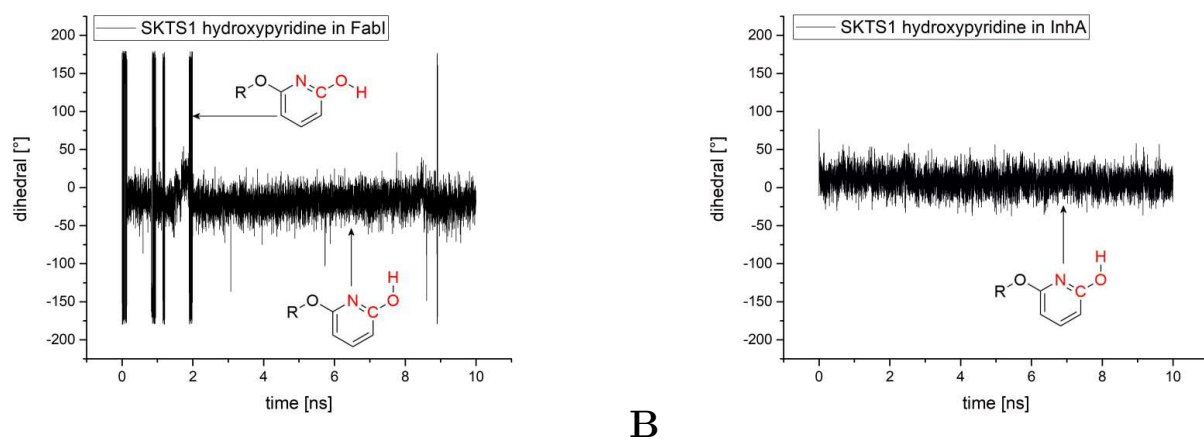 SKTS1 hydroxypyridine in FabI
200
150
100
50
0
-50
-100
-150
-200
dihedral [°]
0
2
4
6
8
10
time [ns]
R
O
N
C
O
H
R
O
N
C
O
H
B
SKTS1 hydroxypyridine in InhA
200
150
100
50
0
-50
-100
-150
-200
dihedral [°]
0
2
4
6
8
10
time [ns]
R
O
N
C
O
H